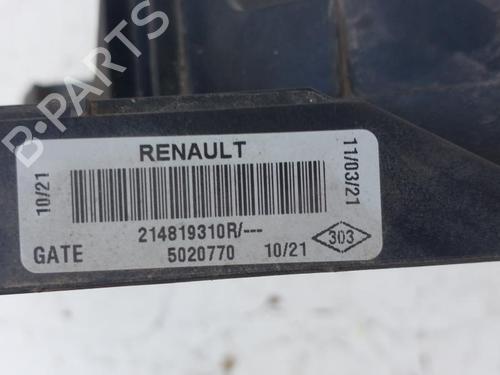 B-PARTS
RENAULT
10/21
11/03/21
214819310R/---
303
GATE 5020770 10/21